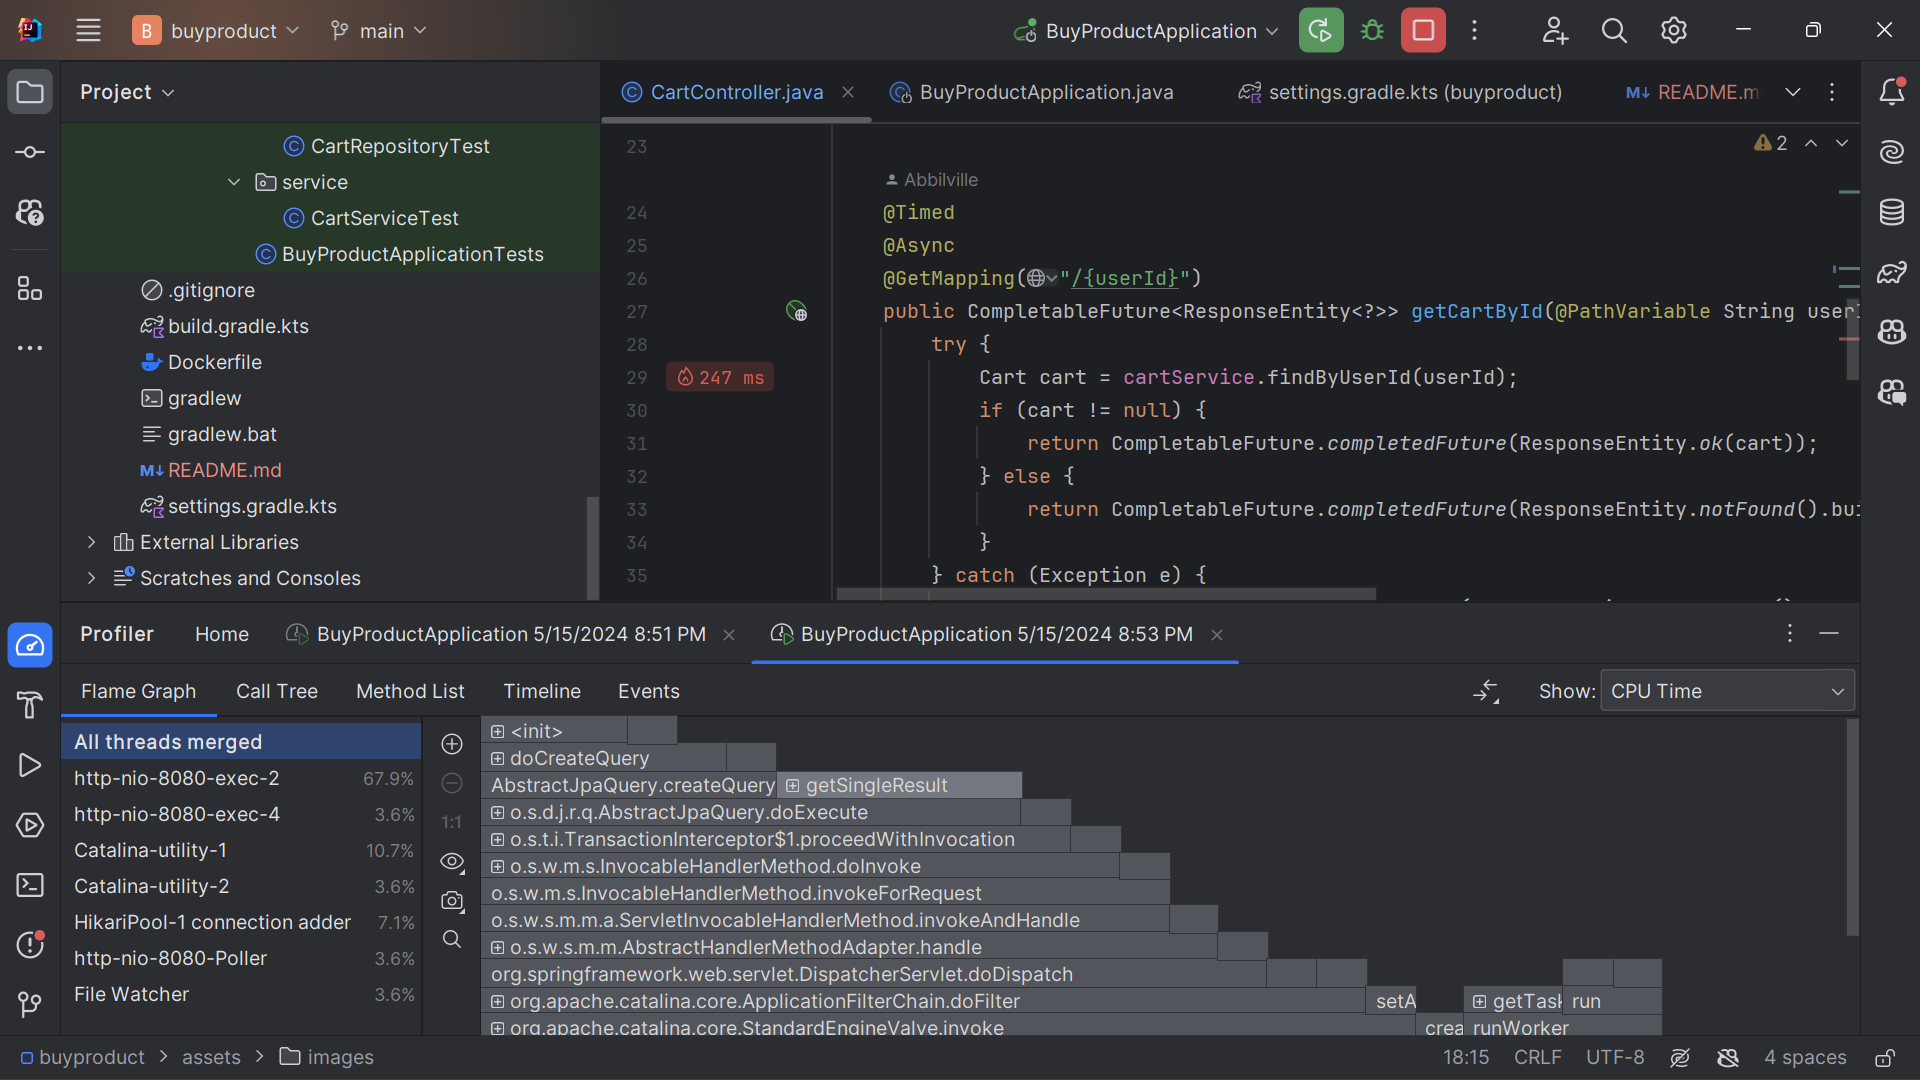 B buyproduct main BuyProductApplication
Project
CartController.java BuyProductApplication.java settings.gradle.kts (buyproduct) README.m
CartRepositoryTest
service
CartServiceTest
BuyProductApplicationTests
.gitignore
build.gradle.kts
Dockerfile
gradlew
gradlew.bat
README.md
settings.gradle.kts
External Libraries
Scratches and Consoles
2
23
Abbilville
24 @Timed
25 @Async
26 @GetMapping("/{userId}")
27 public CompletableFuture<ResponseEntity<?>> getCartById(@PathVariable String userI
28 try {
29 247 ms Cart cart = cartService.findByUserId(userId);
30 if (cart != null) {
31 return CompletableFuture.completedFuture(ResponseEntity.ok(cart));
32 } else {
33 return CompletableFuture.completedFuture(ResponseEntity.notFound().bui
34 }
35 } catch (Exception e) {
Profiler Home BuyProductApplication 5/15/2024 8:51 PM BuyProductApplication 5/15/2024 8:53 PM
Flame Graph Call Tree Method List Timeline Events Show: CPU Time
All threads merged
http-nio-8080-exec-2 67.9%
http-nio-8080-exec-4 3.6%
Catalina-utility-1 10.7%
Catalina-utility-2 3.6%
HikariPool-1 connection adder 7.1%
http-nio-8080-Poller 3.6%
File Watcher 3.6%
1:1
<init>
doCreateQuery
AbstractJpaQuery.createQuery getSingleResult
o.s.d.j.r.q.AbstractJpaQuery.doExecute
o.s.t.i.TransactionInterceptor$1.proceedWithInvocation
o.s.w.m.s.InvocableHandlerMethod.doInvoke
o.s.w.m.s.InvocableHandlerMethod.invokeForRequest
o.s.w.s.m.m.a.ServletInvocableHandlerMethod.invokeAndHandle
o.s.w.s.m.m.AbstractHandlerMethodAdapter.handle
org.springframework.web.servlet.DispatcherServlet.doDispatch
org.apache.catalina.core.ApplicationFilterChain.doFilter setA getTask run
org.apache.catalina.core.StandardEngineValve.invoke crea runWorker
buyproduct > assets > images 18:15 CRLF UTF-8 4 spaces